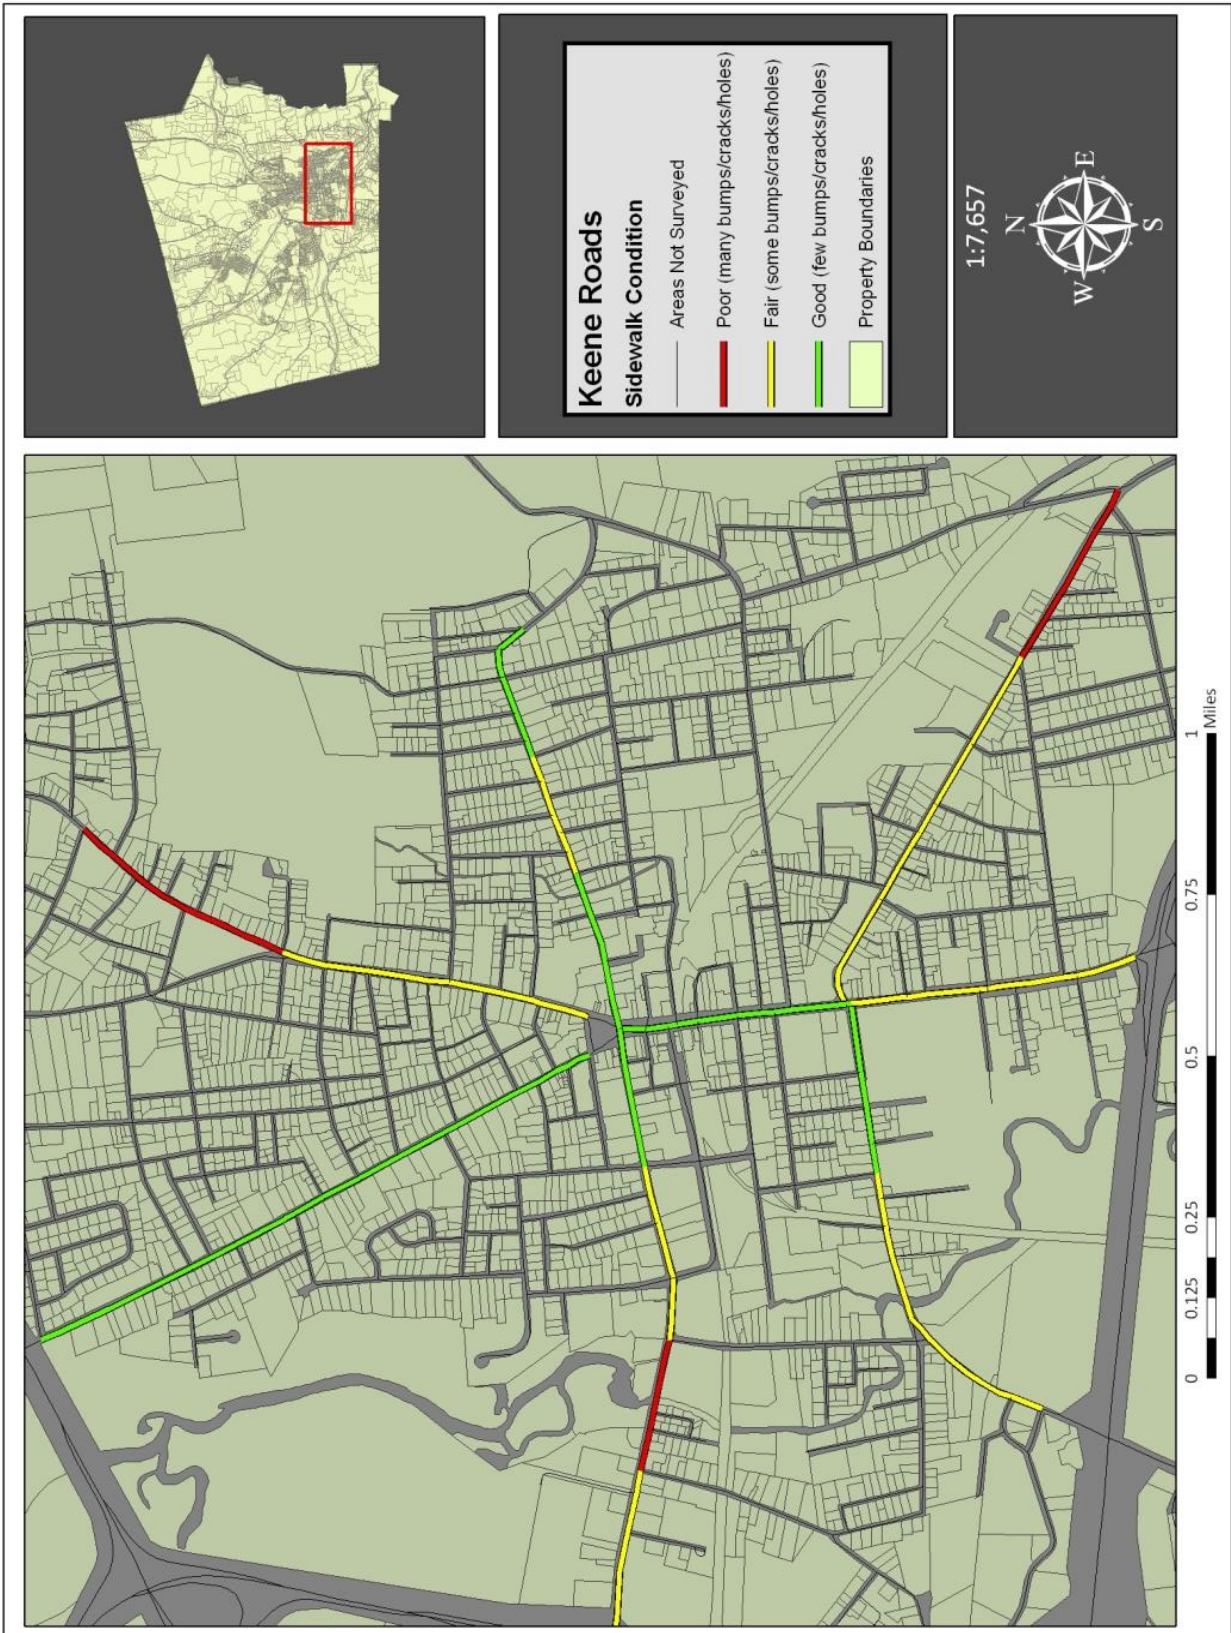 Keene Roads
Sidewalk Condition
Areas Not Surveyed
Poor (many bumps/cracks/holes)
Fair (some bumps/cracks/holes)
Good (few bumps/cracks/holes)
Property Boundaries
1:7,657
N
W E
S
0 0.125 0.25 0.5 0.75 1
Miles